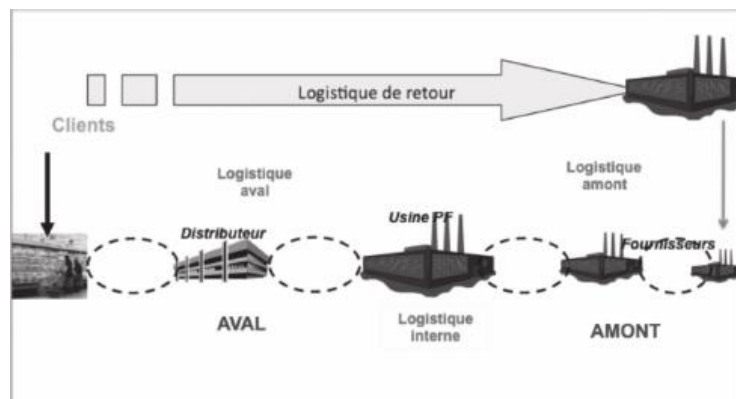 Logistique de retour
Clients
Logistique
aval
Logistique
amont
Distributeur
Usine PF
Fournisseurs
AVAL
Logistique
interne
AMONT